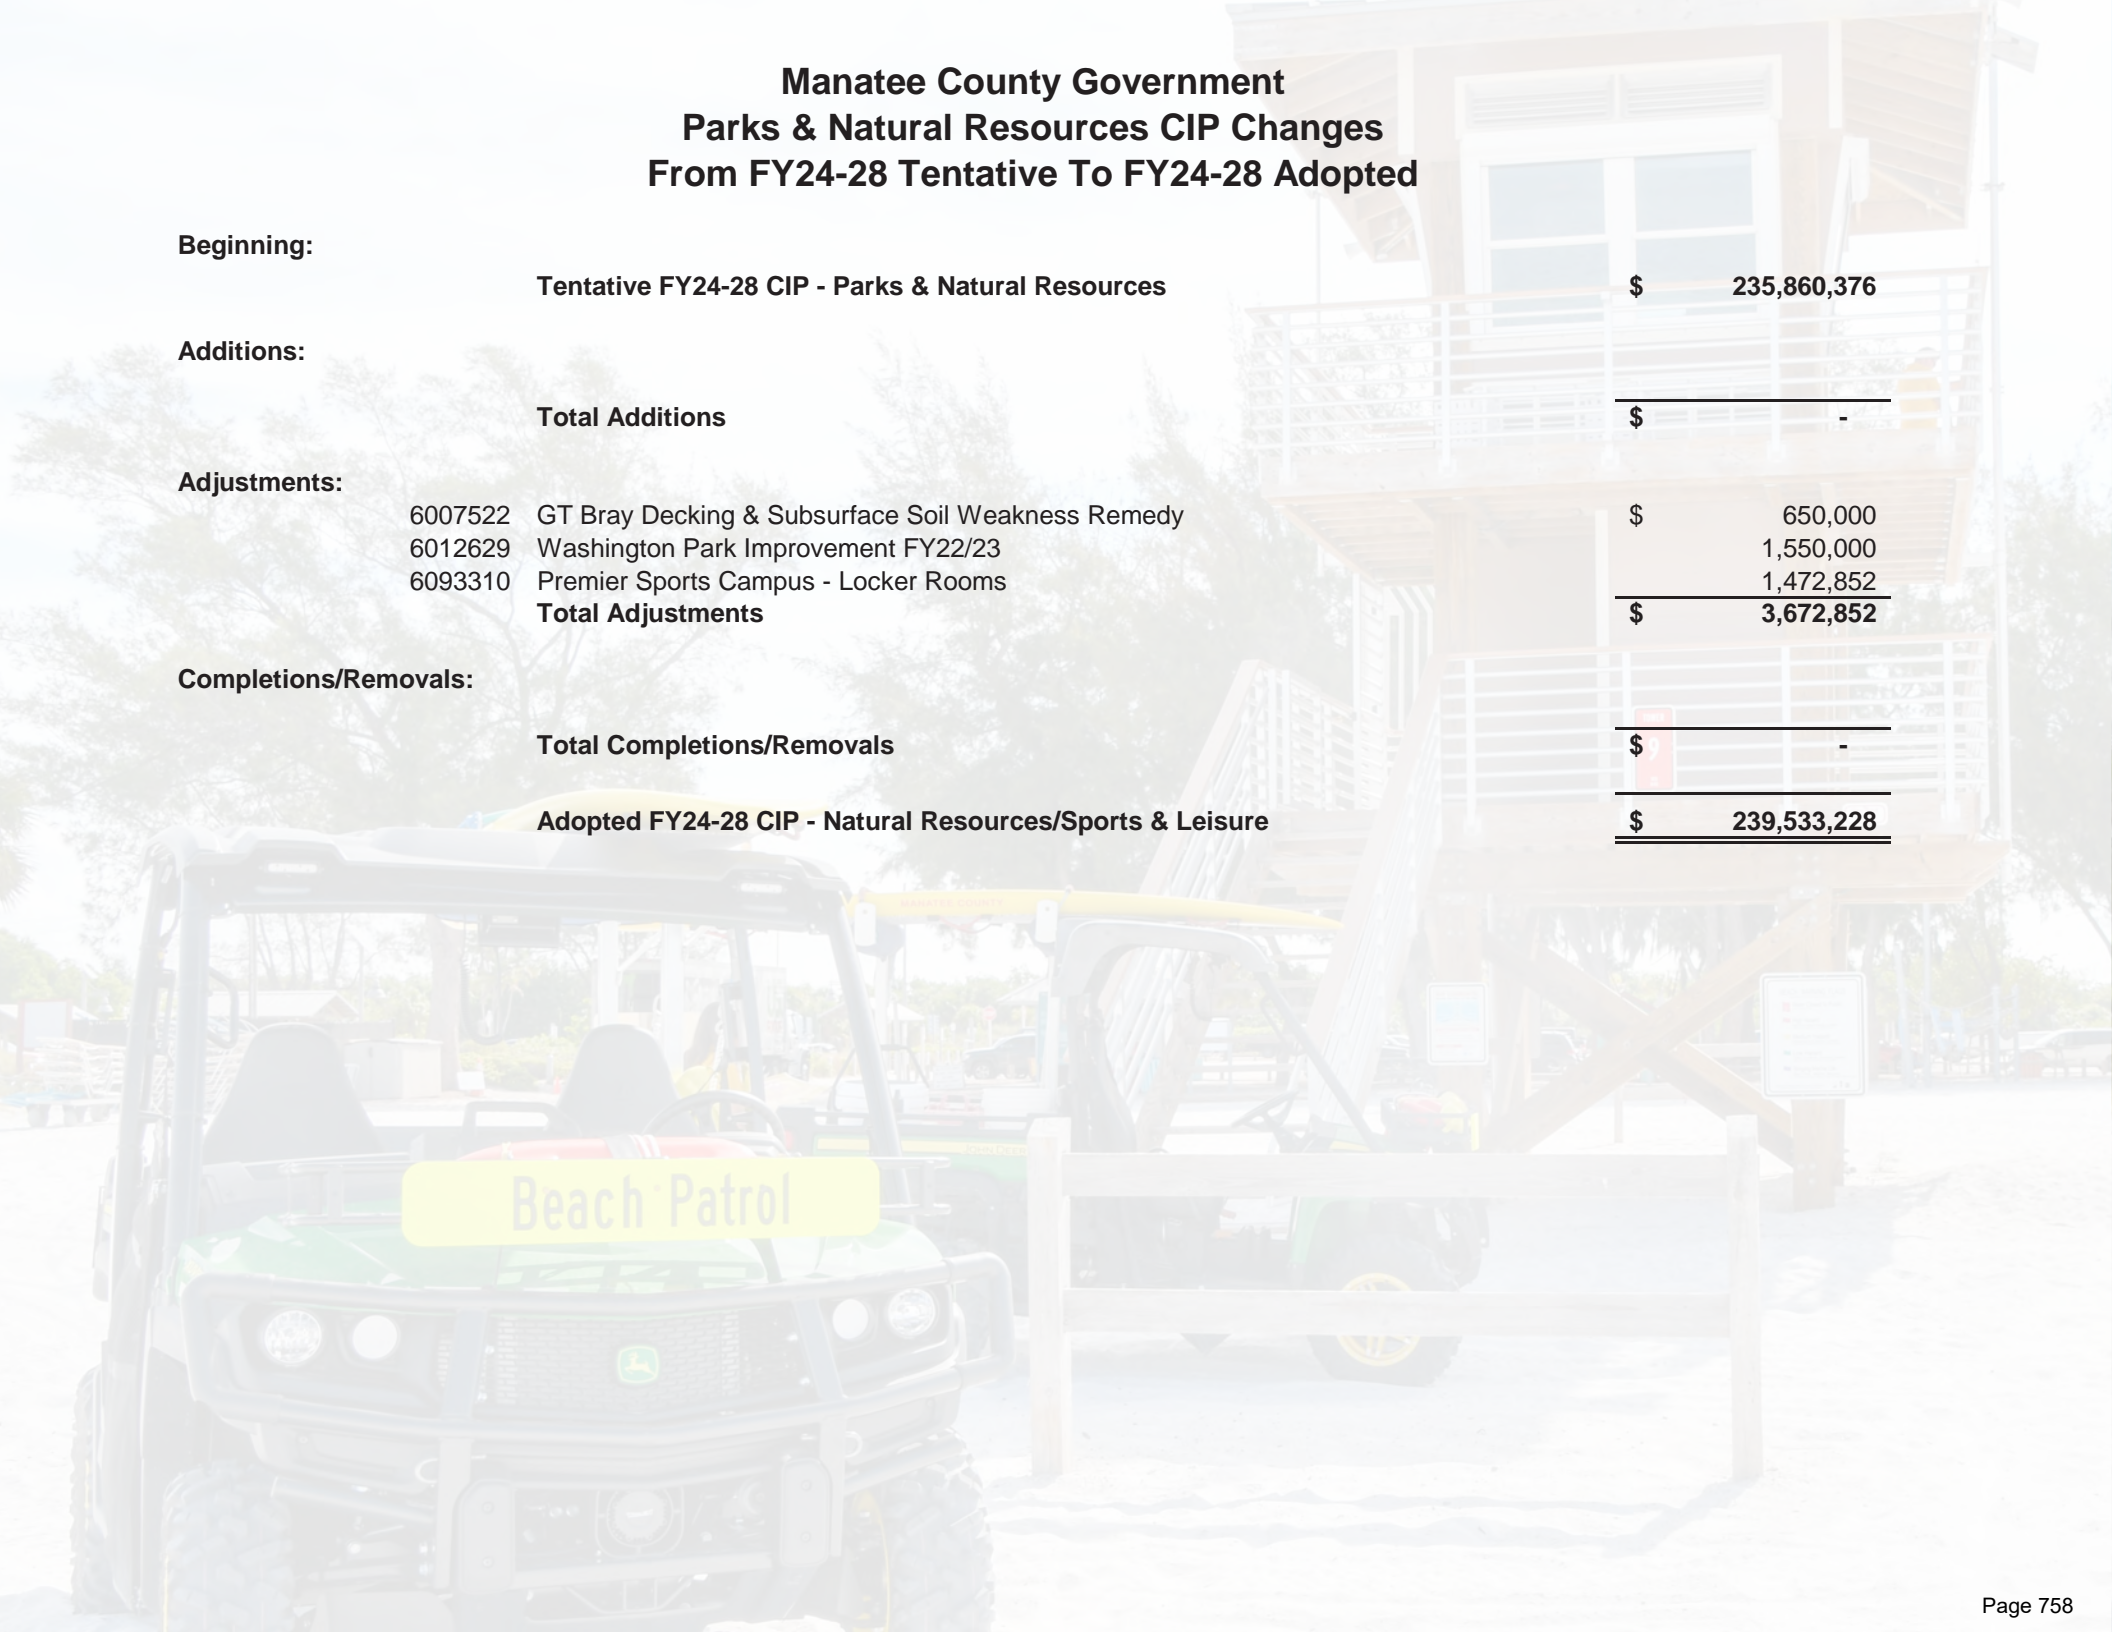 Manatee County Government
Parks & Natural Resources CIP Changes
From FY24-28 Tentative To FY24-28 Adopted
Beginning:
Tentative FY24-28 CIP - Parks & Natural Resources $ 235,860,376
Additions:
Total Additions $ -
Adjustments:
6007522 GT Bray Decking & Subsurface Soil Weakness Remedy $ 650,000
6012629 Washington Park Improvement FY22/23 1,550,000
6093310 Premier Sports Campus - Locker Rooms 1,472,852
Total Adjustments $ 3,672,852
Completions/Removals:
Total Completions/Removals $ -
Adopted FY24-28 CIP - Natural Resources/Sports & Leisure $ 239,533,228
MANATEE COUNTY
JOHN DEERE
Beach Patrol
Page 758